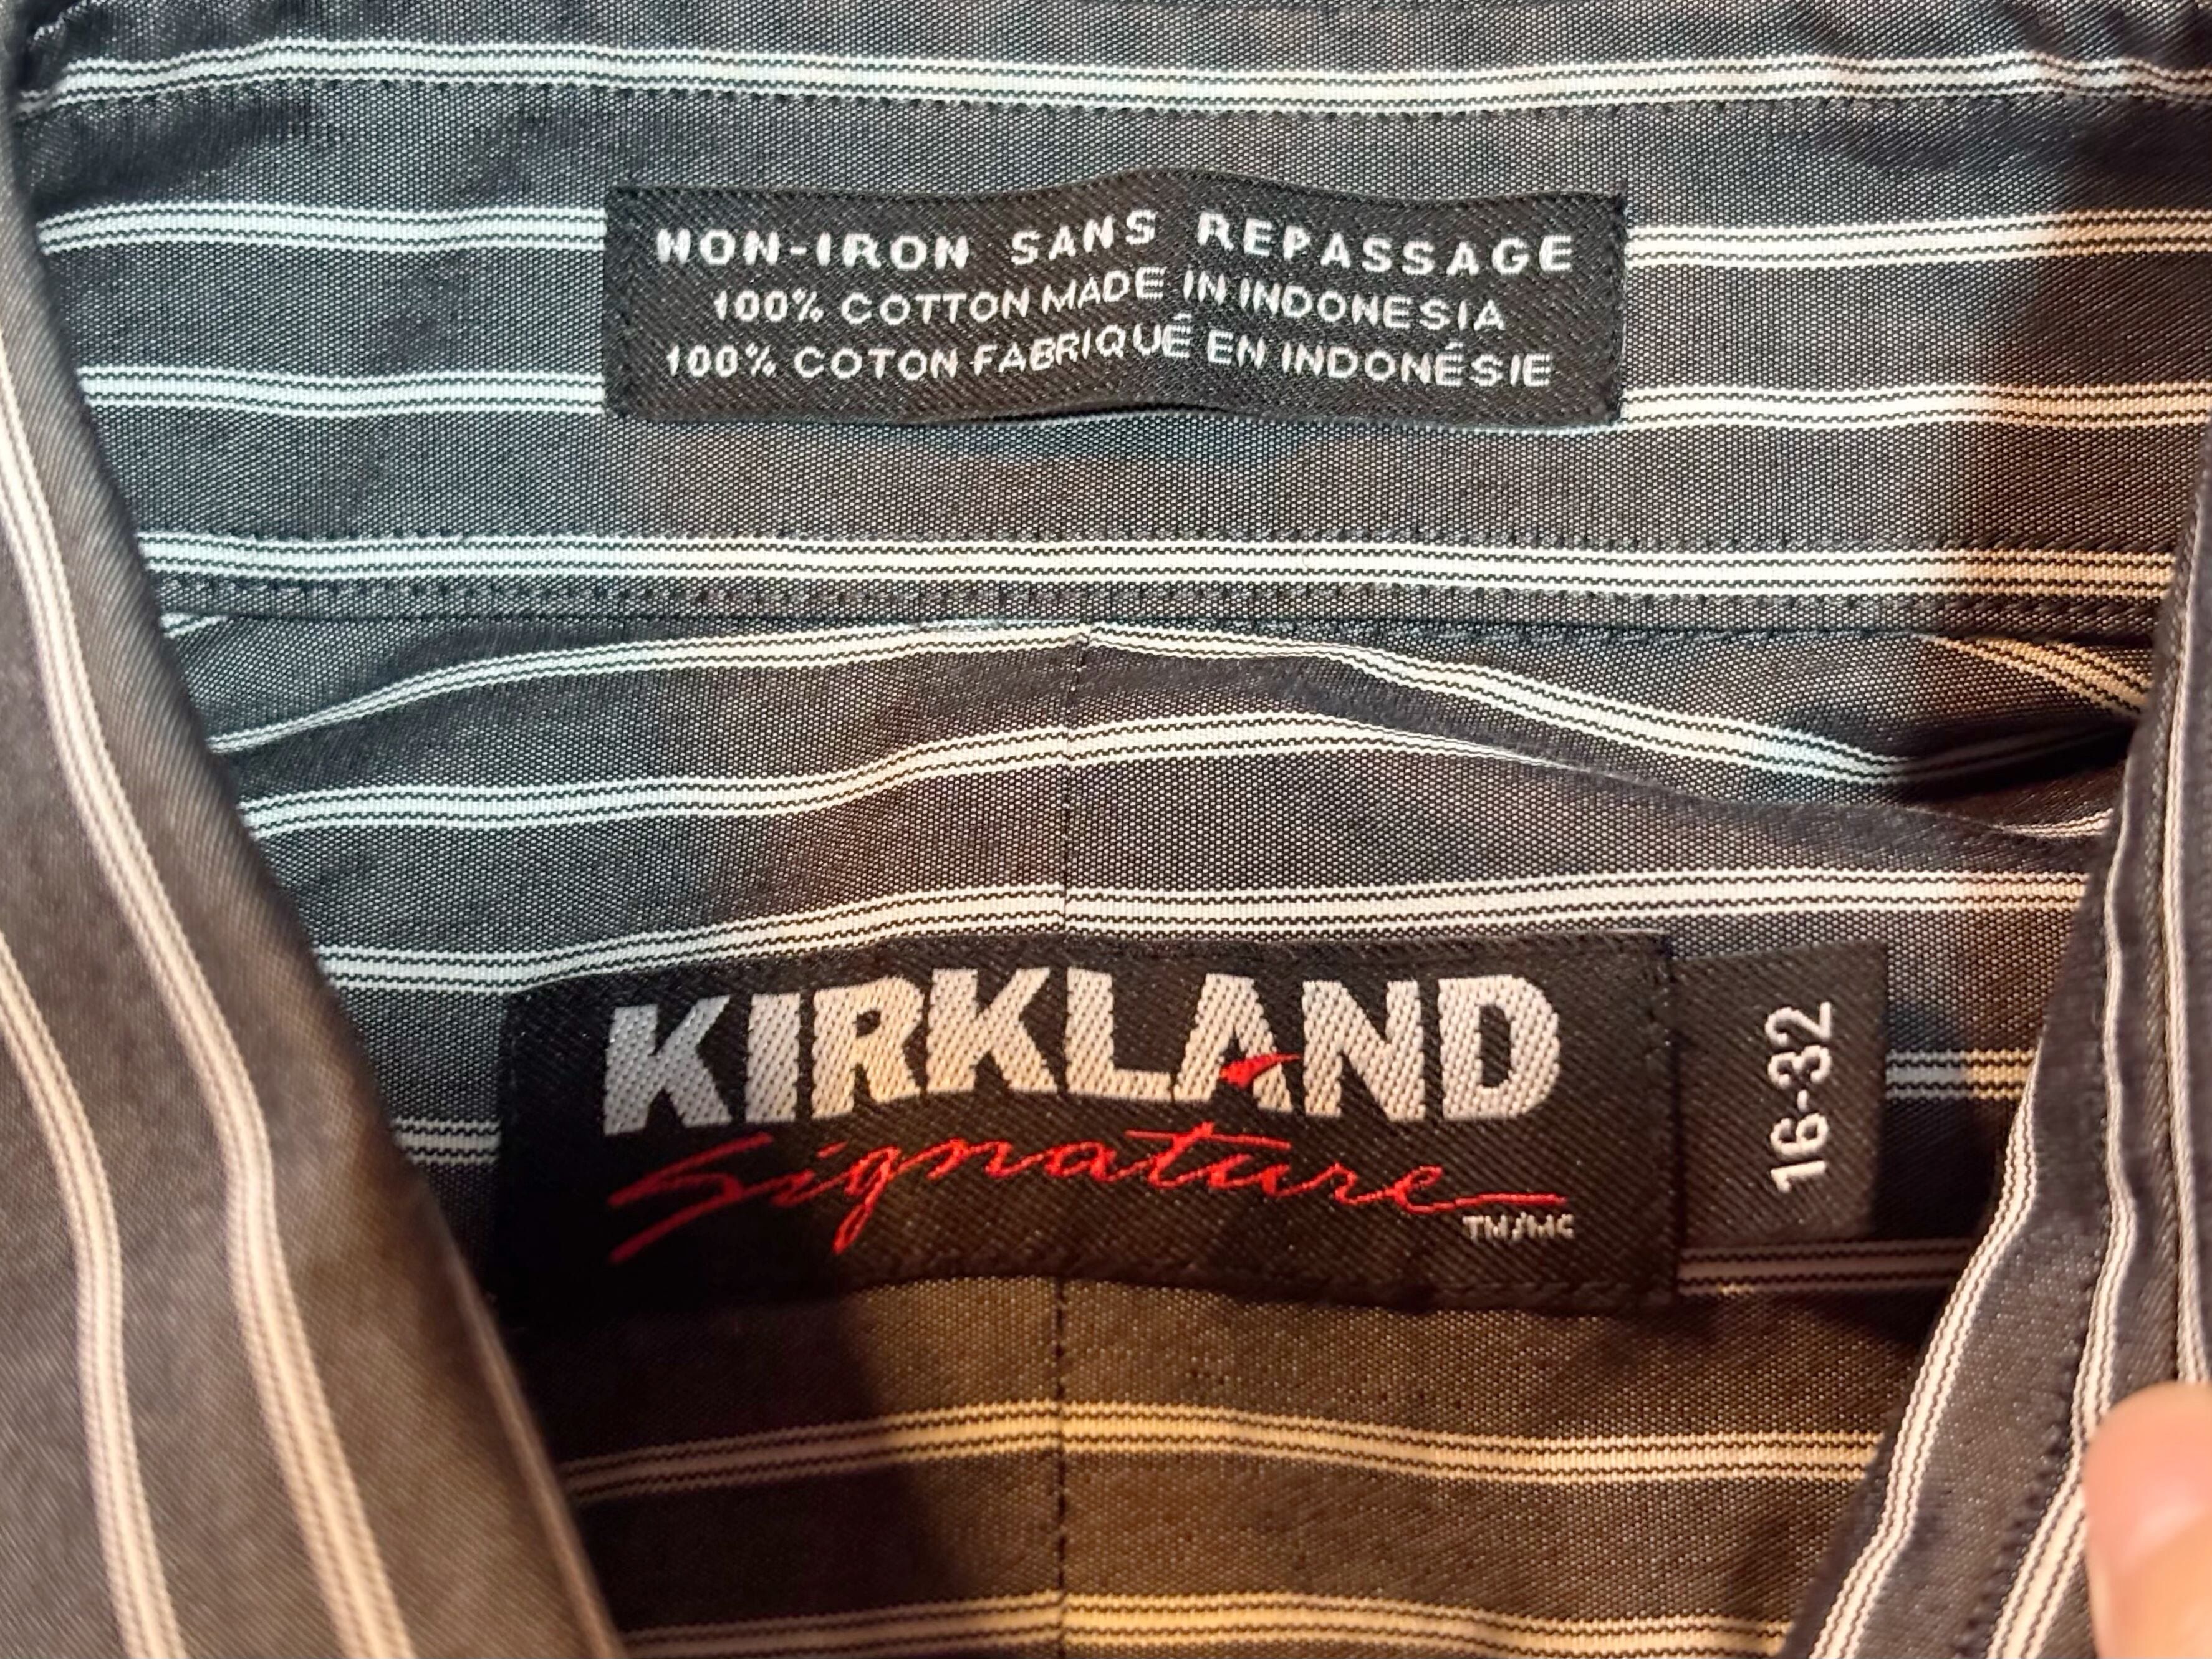 NON-IRON SANS REPASSAGE
100% COTTON MADE IN INDONESIA
100% COTON FABRIQUÉ EN INDONÉSIE
KIRKLAND
Signature
TM/MC
16-32